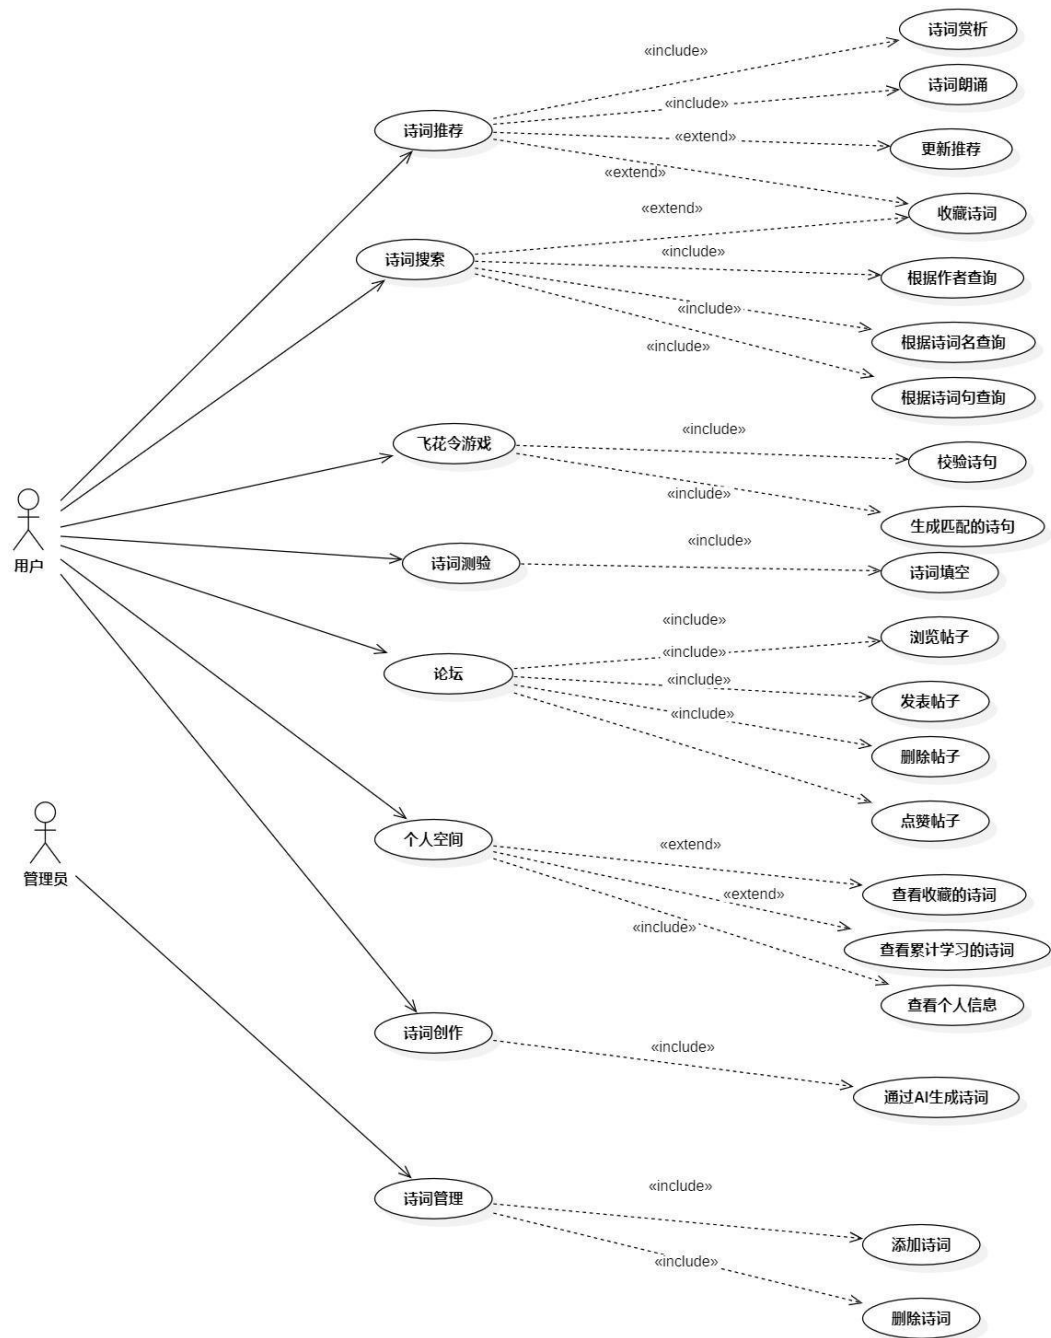 诗词赏析
«include»
诗词朗诵
«include»
诗词推荐
«extend»
更新推荐
«extend»
«extend»
收藏诗词
诗词搜索
«include»
根据作者查询
«include»
根据诗词名查询
«include»
根据诗词句查询
飞花令游戏
«include»
校验诗句
«include»
生成匹配的诗句
用户
诗词测验
«include»
诗词填空
«include»
浏览帖子
«include»
论坛
«include»
发表帖子
«include»
删除帖子
点赞帖子
管理员
个人空间
«extend»
查看收藏的诗词
«extend»
查看累计学习的诗词
«include»
查看个人信息
诗词创作
«include»
通过AI生成诗词
诗词管理
«include»
添加诗词
«include»
删除诗词